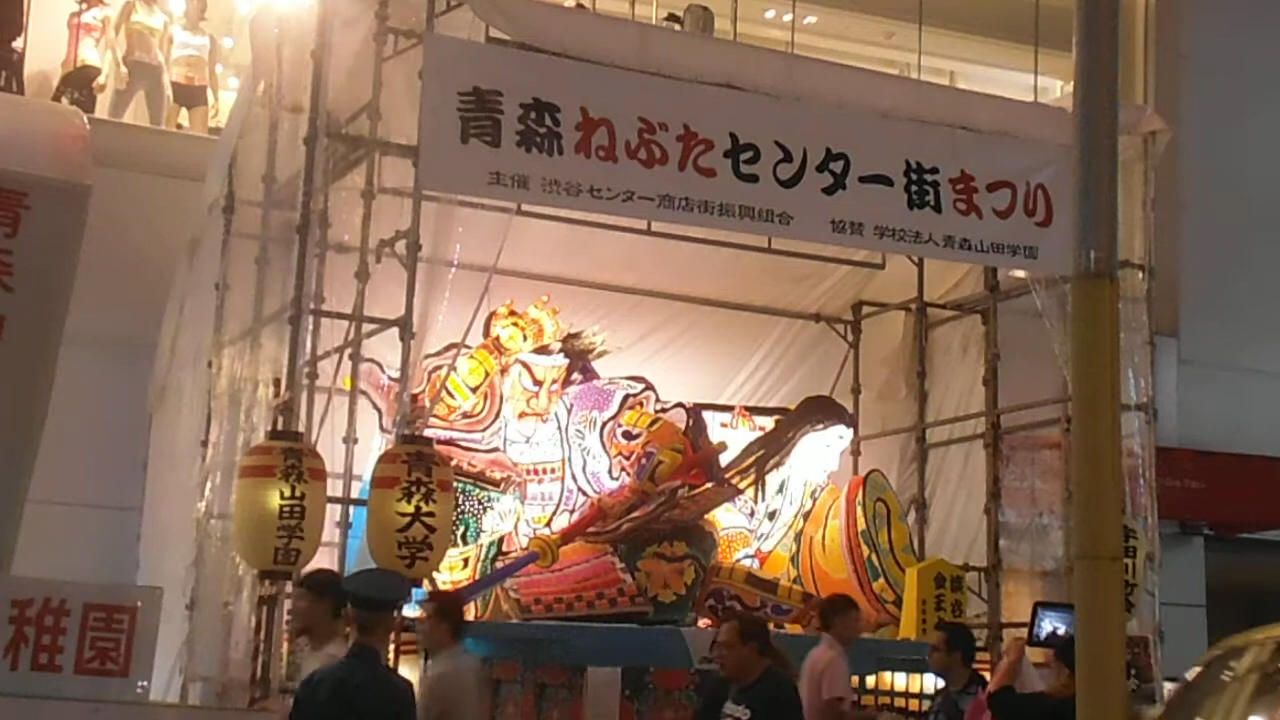 青森ねぶたセンター街まつり
主催 渋谷センター商店街振興組合 協賛 学校法人青森山田学園
青森山田学園
青森大学
稚園